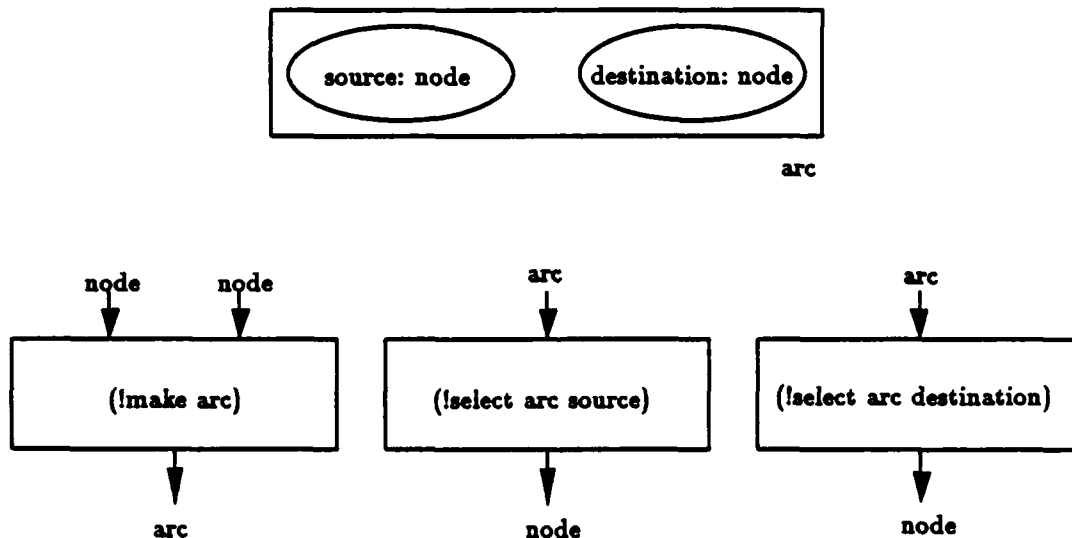 source: node destination: node
arc
node node arc arc
(!make arc) (!select arc source) (!select arc destination)
arc node node